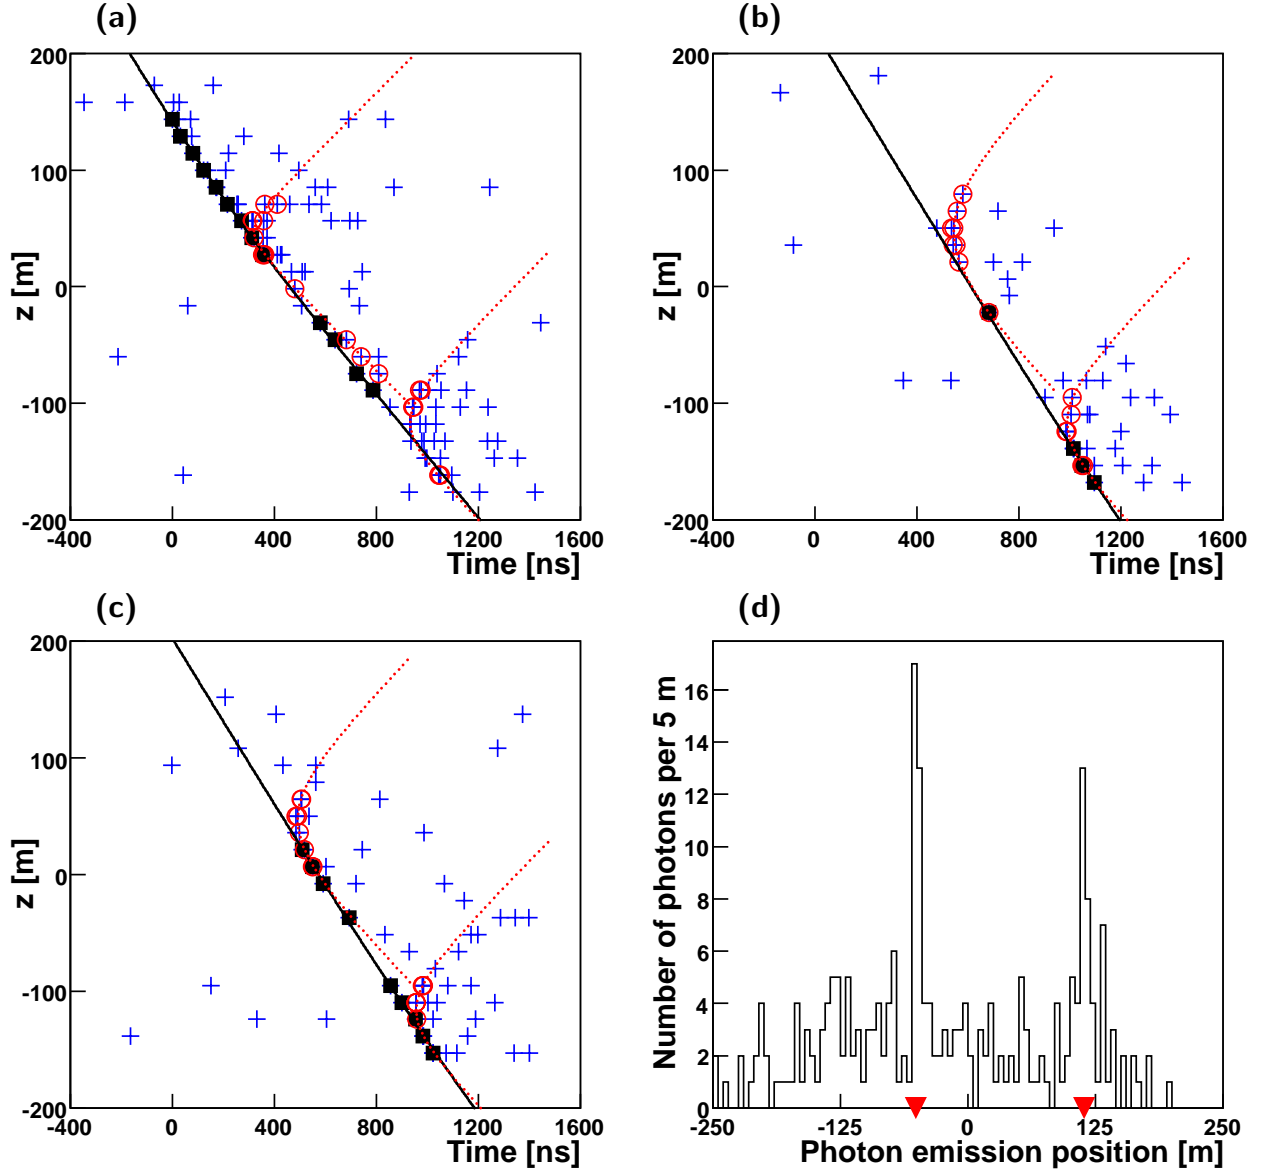 (a)
z [m]
200
100
0
-100
-200
-400 0 400 800 1200 1600
Time [ns]
(b)
z [m]
200
100
0
-100
-200
-400 0 400 800 1200 1600
Time [ns]
(c)
z [m]
200
100
0
-100
-200
-400 0 400 800 1200 1600
Time [ns]
(d)
Number of photons per 5 m
16
14
12
10
8
6
4
2
0
-250 -125 0 125 250
Photon emission position [m]